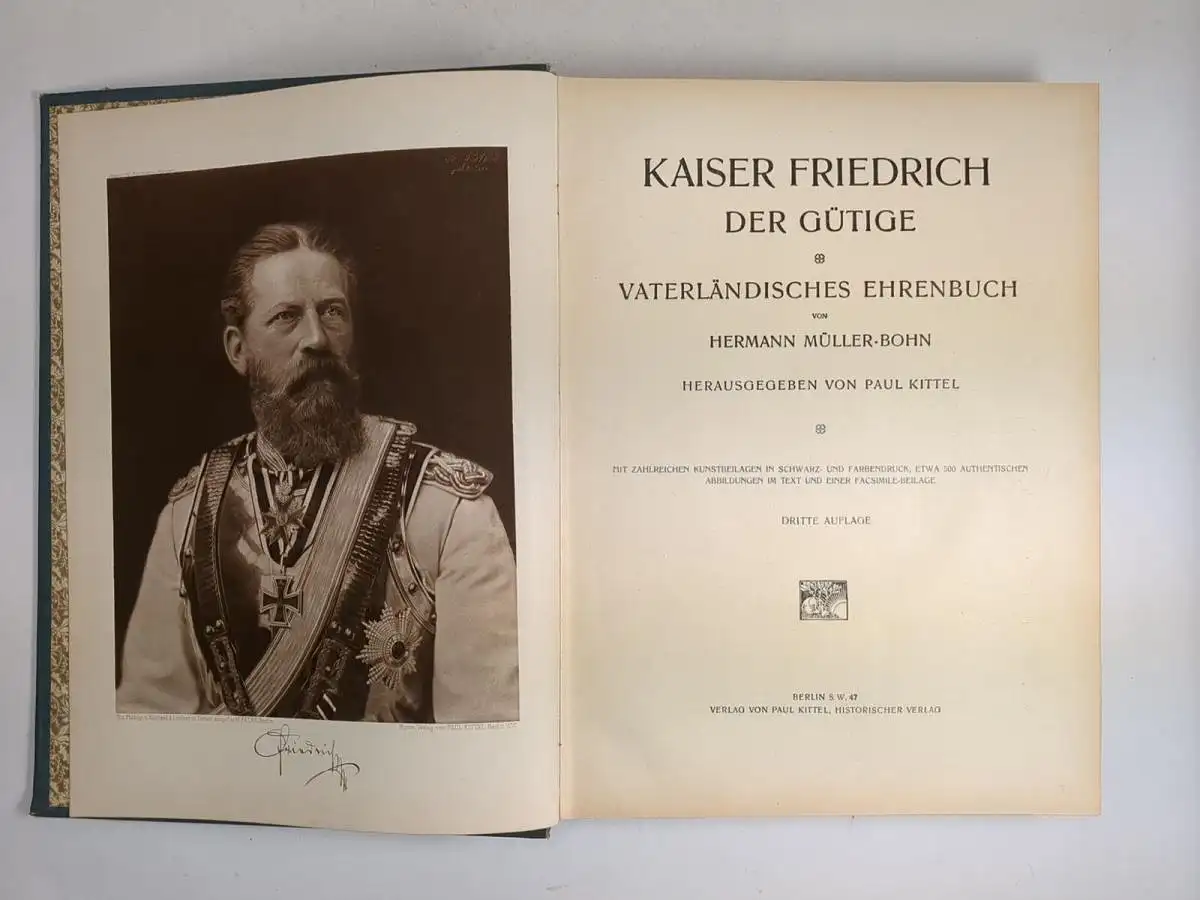 Friedrich
KAISER FRIEDRICH
DER GÜTIGE
VATERLÄNDISCHES EHRENBUCH
VON
HERMANN MÜLLER-BOHN
HERAUSGEGEBEN VON PAUL KITTEL
MIT ZAHLREICHEN KUNSTBEILAGEN IN SCHWARZ- UND FARBENDRUCK, ETWA 500 AUTHENTISCHEN
ABBILDUNGEN IM TEXT UND EINER FACSIMILE-BEILAGE
DRITTE AUFLAGE
BERLIN S.W. 47
VERLAG VON PAUL KITTEL, HISTORISCHER VERLAG